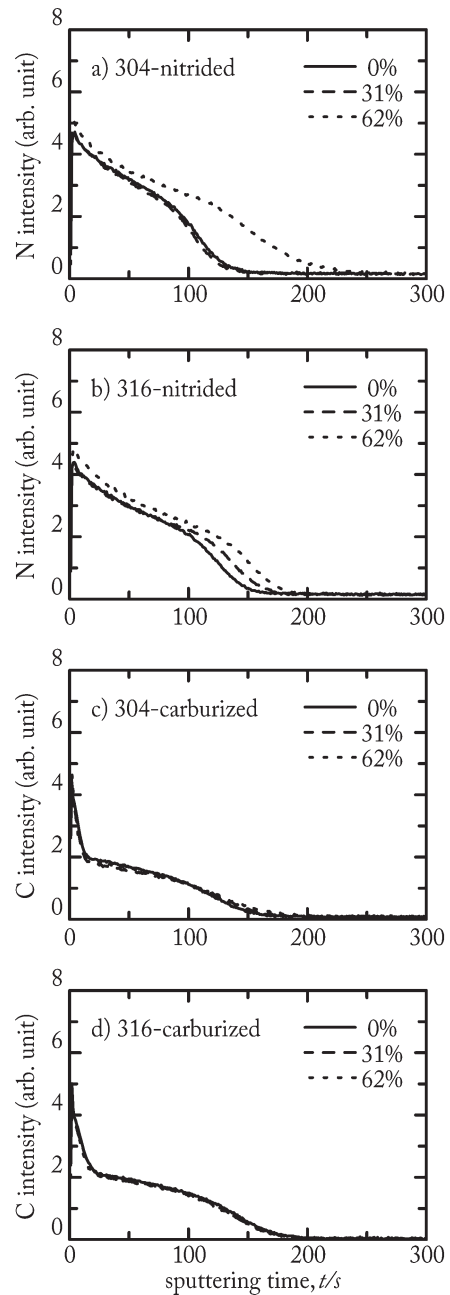 8
a) 304-nitrided
0%
31%
62%
6
4
2
0
N intensity (arb. unit)
0 100 200 300
8
b) 316-nitrided
0%
31%
62%
6
4
2
0
N intensity (arb. unit)
0 100 200 300
8
c) 304-carburized
0%
31%
62%
6
4
2
0
C intensity (arb. unit)
0 100 200 300
8
d) 316-carburized
0%
31%
62%
6
4
2
0
C intensity (arb. unit)
0 100 200 300
sputtering time, t/s